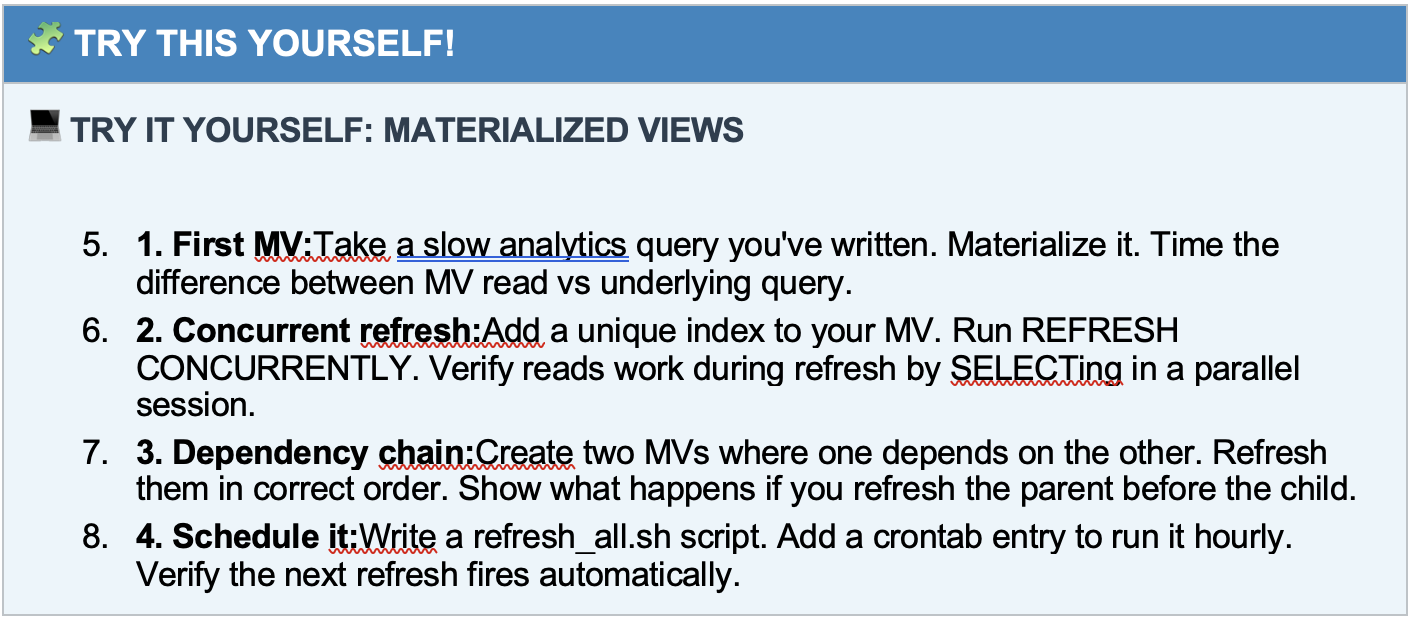 TRY THIS YOURSELF!
TRY IT YOURSELF: MATERIALIZED VIEWS
5. 1. First MV:Take a slow analytics query you've written. Materialize it. Time the
difference between MV read vs underlying query.
6. 2. Concurrent refresh:Add a unique index to your MV. Run REFRESH
CONCURRENTLY. Verify reads work during refresh by SELECTing in a parallel
session.
7. 3. Dependency chain:Create two MVs where one depends on the other. Refresh
them in correct order. Show what happens if you refresh the parent before the child.
8. 4. Schedule it:Write a refresh_all.sh script. Add a crontab entry to run it hourly.
Verify the next refresh fires automatically.